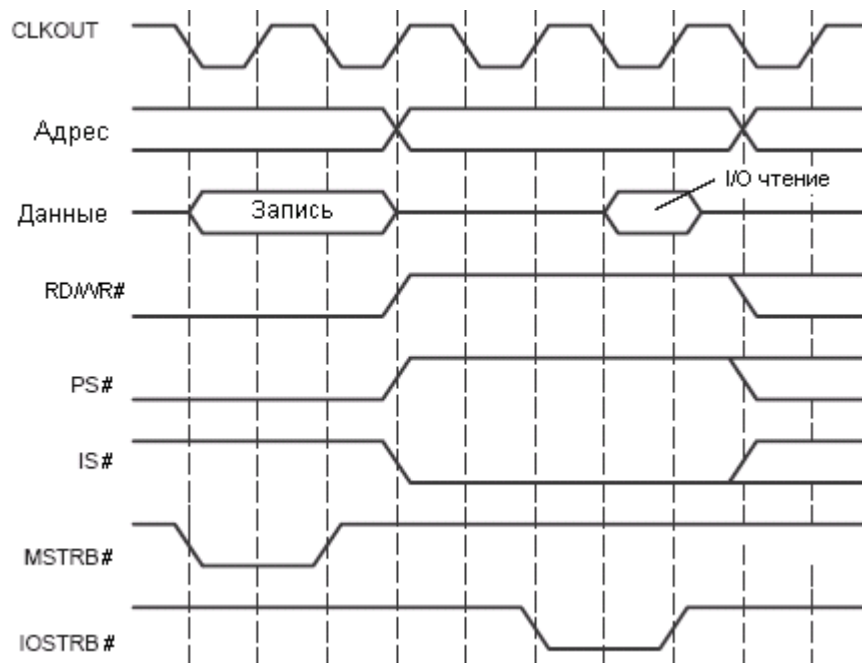 CLKOUT
Адрес
Данные
Запись
I/O чтение
RD/WR#
PS#
IS#
MSTRB#
IOSTRB#